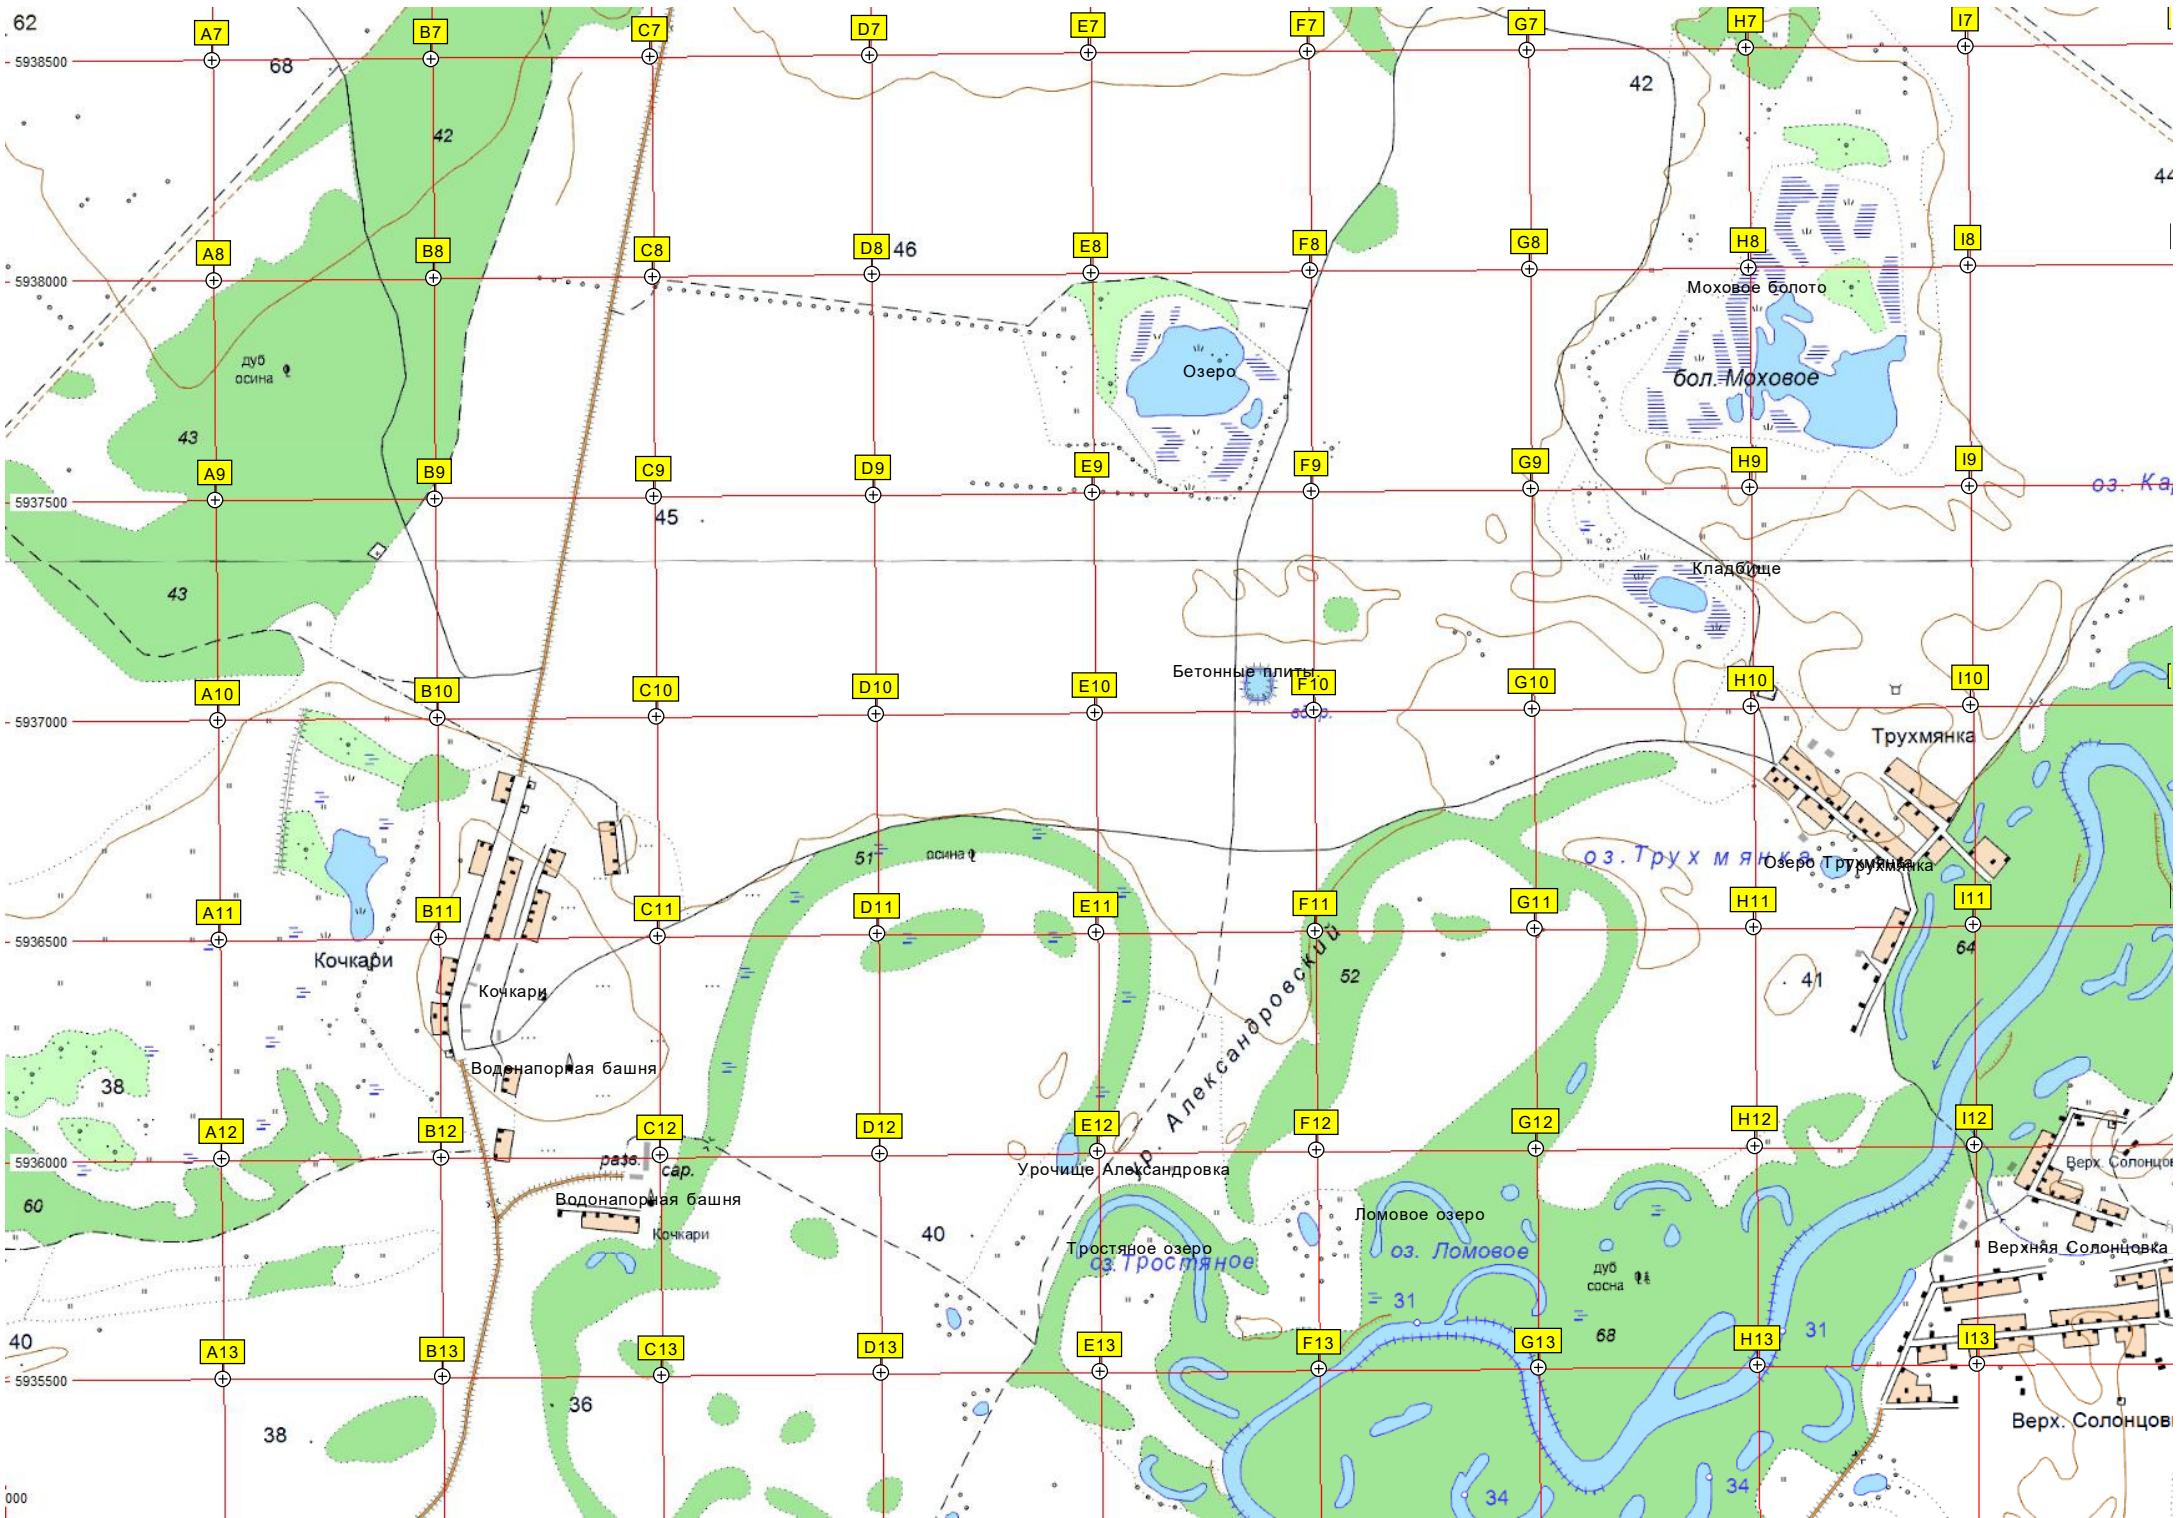 62
A7
B7
C7
D7
E7
F7
G7
H7
I7
5938500
68
42
42
44
A8
B8
C8
D8
46
E8
F8
G8
H8
I8
5938000
Моховое болото
дуб
осина
Озеро
бол. Моховое
43
A9
B9
C9
D9
E9
F9
G9
H9
I9
5937500
45
оз. Ка
Кладбище
43
Бетонные плиты
A10
B10
C10
D10
E10
F10
G10
H10
I10
5937000
Трухмянка
51
осина
оз. Трухмянка
Озеро Трухмянка
Трухмянка
A11
B11
C11
D11
E11
F11
G11
H11
I11
5936500
64
Кочкари
52
41
Кочкари
ур. Александровский
Водонапорная башня
38
A12
B12
C12
D12
E12
F12
G12
H12
I12
5936000
разв.
сар.
Урочище Александровка
Верх. Солонцов
60
Водонапорная башня
Ломовое озеро
Кочкари
40
Тростяное озеро
оз. Тростяное
оз. Ломовое
Верхняя Солонцовка
дуб
сосна
31
31
40
68
A13
B13
C13
D13
E13
F13
G13
H13
I13
5935500
36
38
Верх. Солонцов
34
34
000